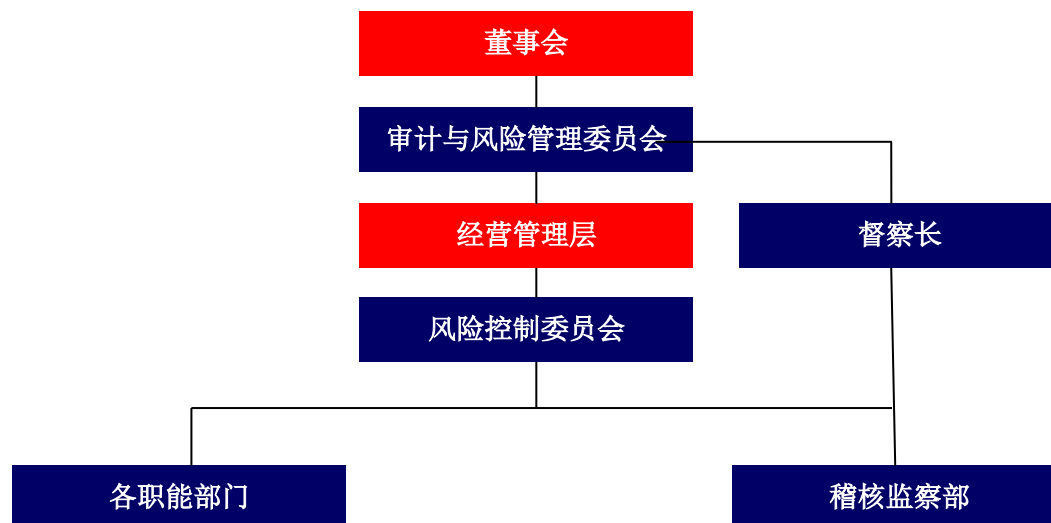 董事会
审计与风险管理委员会
经营管理层
督察长
风险控制委员会
各职能部门
稽核监察部